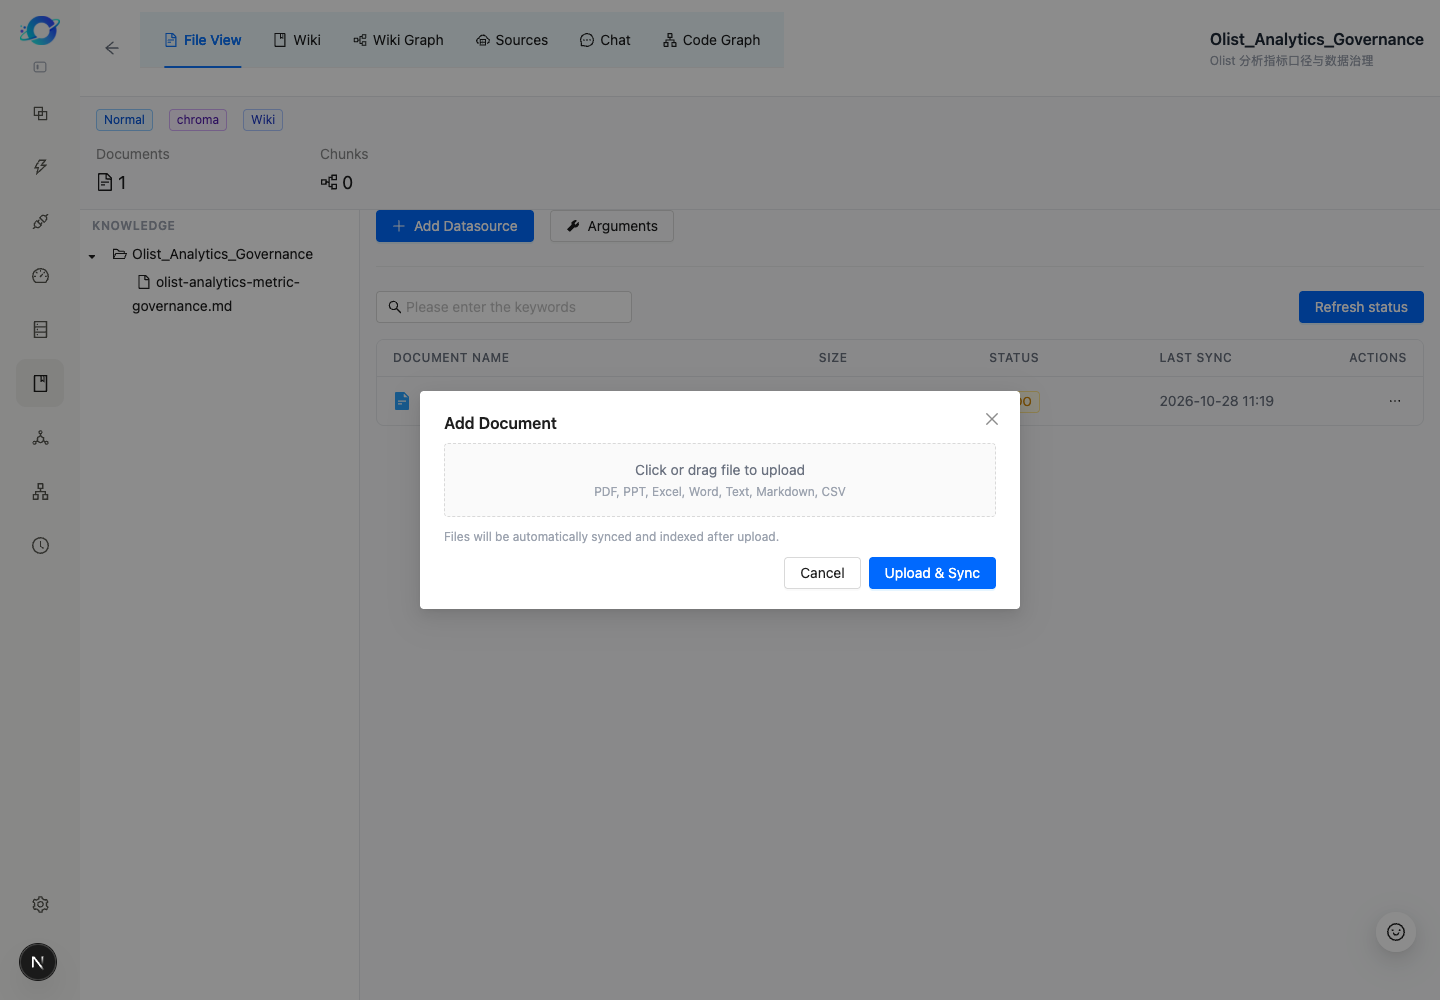 File View
Wiki
Wiki Graph
Sources
Chat
Code Graph
Olist_Analytics_Governance
Olist 分析指标口径与数据治理
Normal
chroma
Wiki
Documents
1
Chunks
0
KNOWLEDGE
Olist_Analytics_Governance
olist-analytics-metric-
governance.md
Add Datasource
Arguments
Please enter the keywords
Refresh status
DOCUMENT NAME
SIZE
STATUS
LAST SYNC
ACTIONS
2026-10-28 11:19
Add Document
Click or drag file to upload
PDF, PPT, Excel, Word, Text, Markdown, CSV
Files will be automatically synced and indexed after upload.
Cancel
Upload & Sync
N